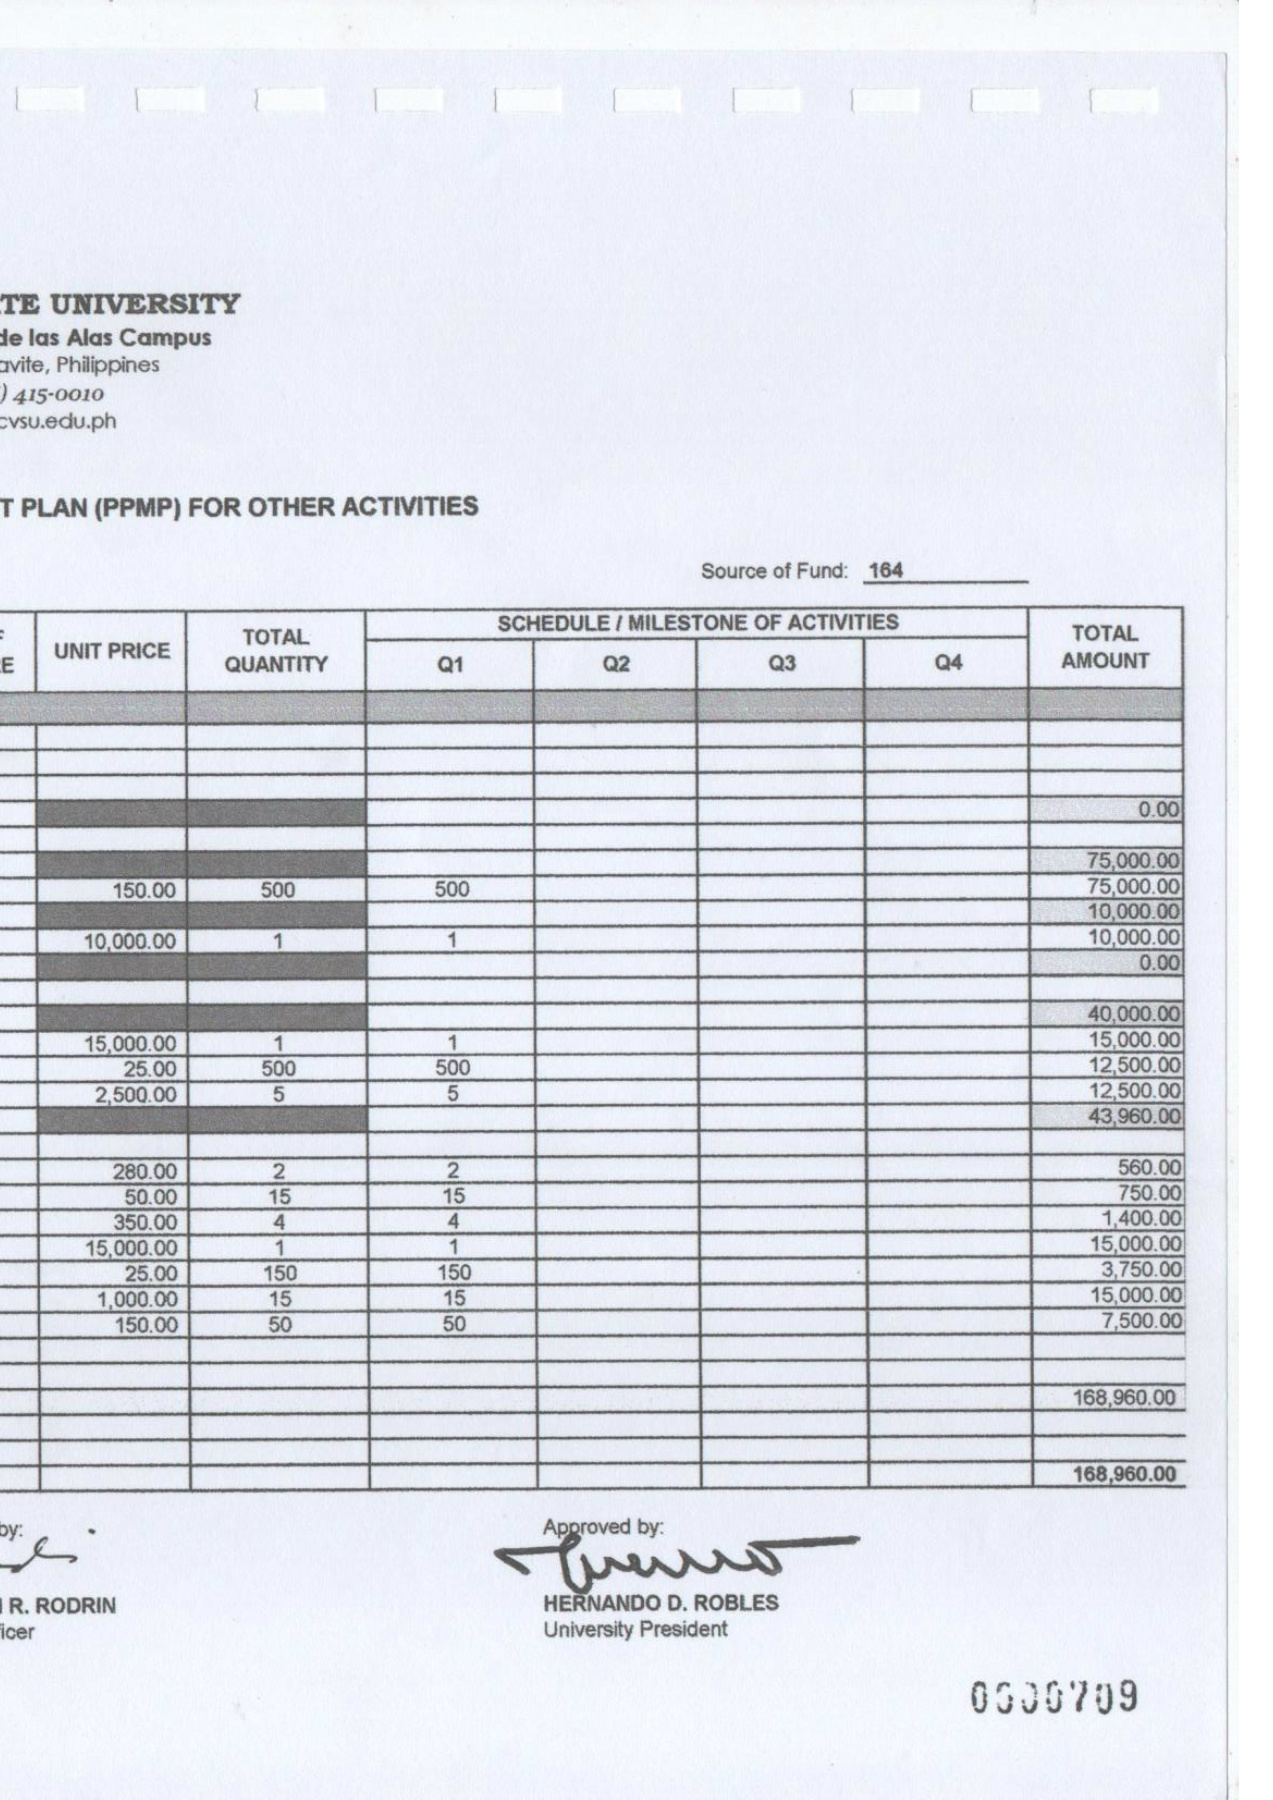 TE UNIVERSITY
de las Alas Campus
avite, Philippines
) 415-0010
cvsu.edu.ph
T PLAN (PPMP) FOR OTHER ACTIVITIES
Source of Fund: 164
UNIT PRICE TOTAL QUANTITY SCHEDULE / MILESTONE OF ACTIVITIES TOTAL AMOUNT
E Q1 Q2 Q3 Q4
0.00
75,000.00
150.00 500 500 75,000.00
10,000.00
10,000.00 1 1 10,000.00
0.00
40,000.00
15,000.00 1 1 15,000.00
25.00 500 500 12,500.00
2,500.00 5 5 12,500.00
43,960.00
280.00 2 2 560.00
50.00 15 15 750.00
350.00 4 4 1,400.00
15,000.00 1 1 15,000.00
25.00 150 150 3,750.00
1,000.00 15 15 15,000.00
150.00 50 50 7,500.00
168,960.00
168,960.00
by: Approved by:
R. RODRIN HERNANDO D. ROBLES
icer University President